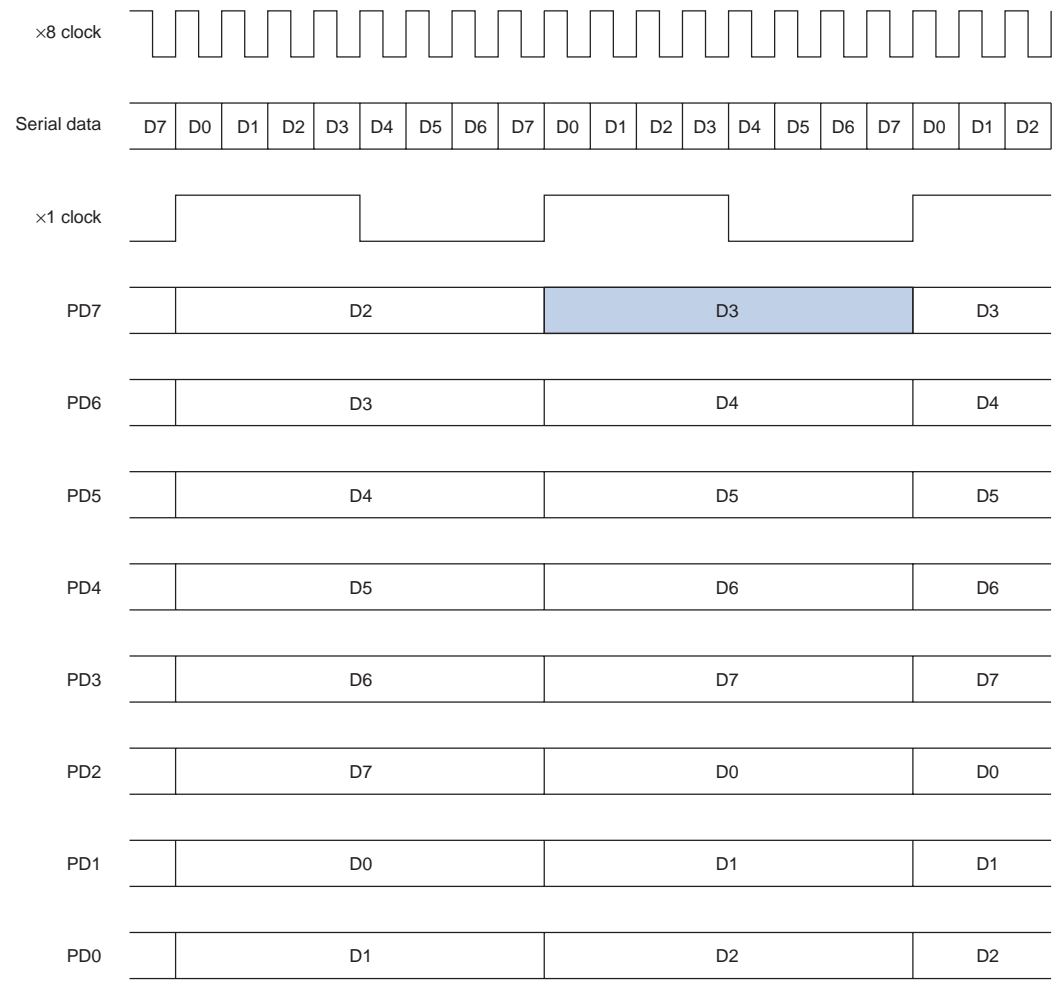 ×8 clock
Serial data D7 D0 D1 D2 D3 D4 D5 D6 D7 D0 D1 D2 D3 D4 D5 D6 D7 D0 D1 D2
×1 clock
PD7 D2 D3 D3
PD6 D3 D4 D4
PD5 D4 D5 D5
PD4 D5 D6 D6
PD3 D6 D7 D7
PD2 D7 D0 D0
PD1 D0 D1 D1
PD0 D1 D2 D2